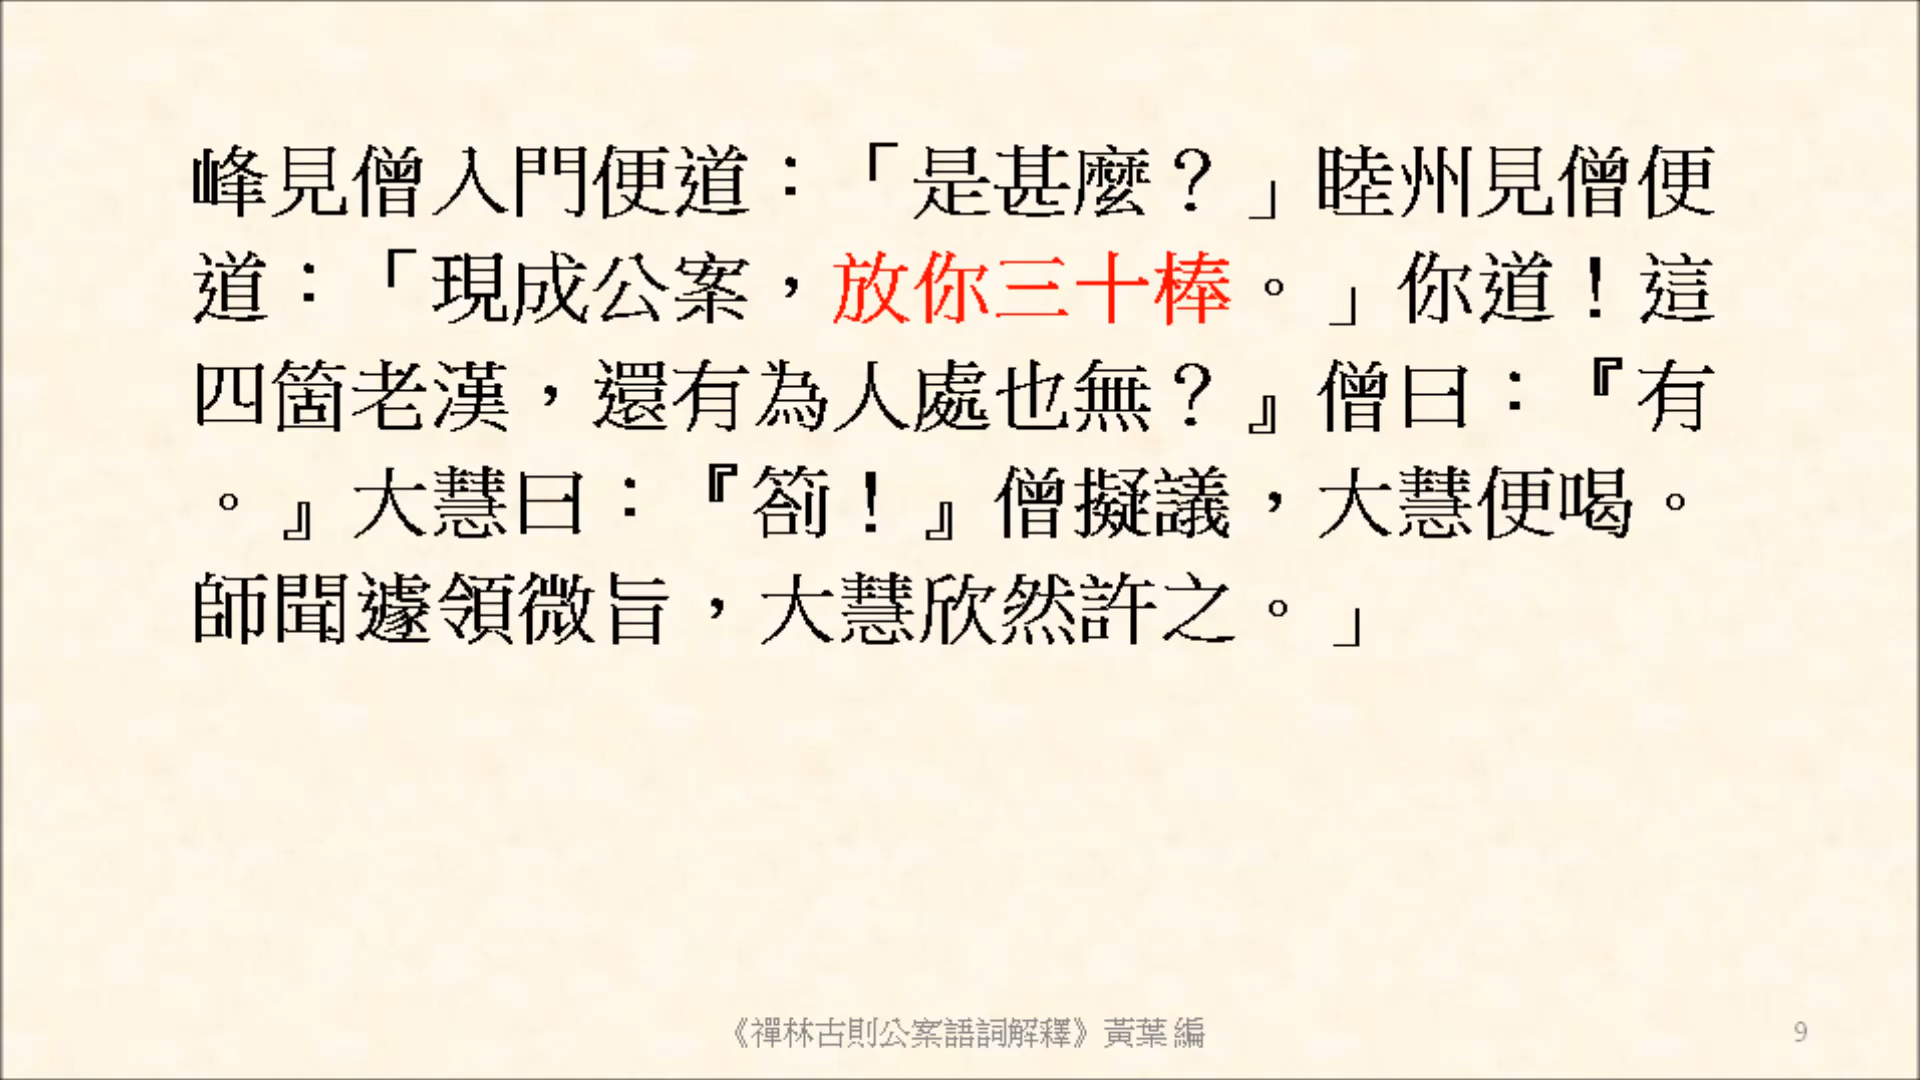 峰見僧入門便道：「是甚麼？」睦州見僧便
道：「現成公案，放你三十棒。」你道！這
四箇老漢，還有為人處也無？』僧曰：『有
。』大慧曰：『劄！』僧擬議，大慧便喝。
師聞遽領微旨，大慧欣然許之。」
《禪林古則公案語詞解釋》黃葉 編
9